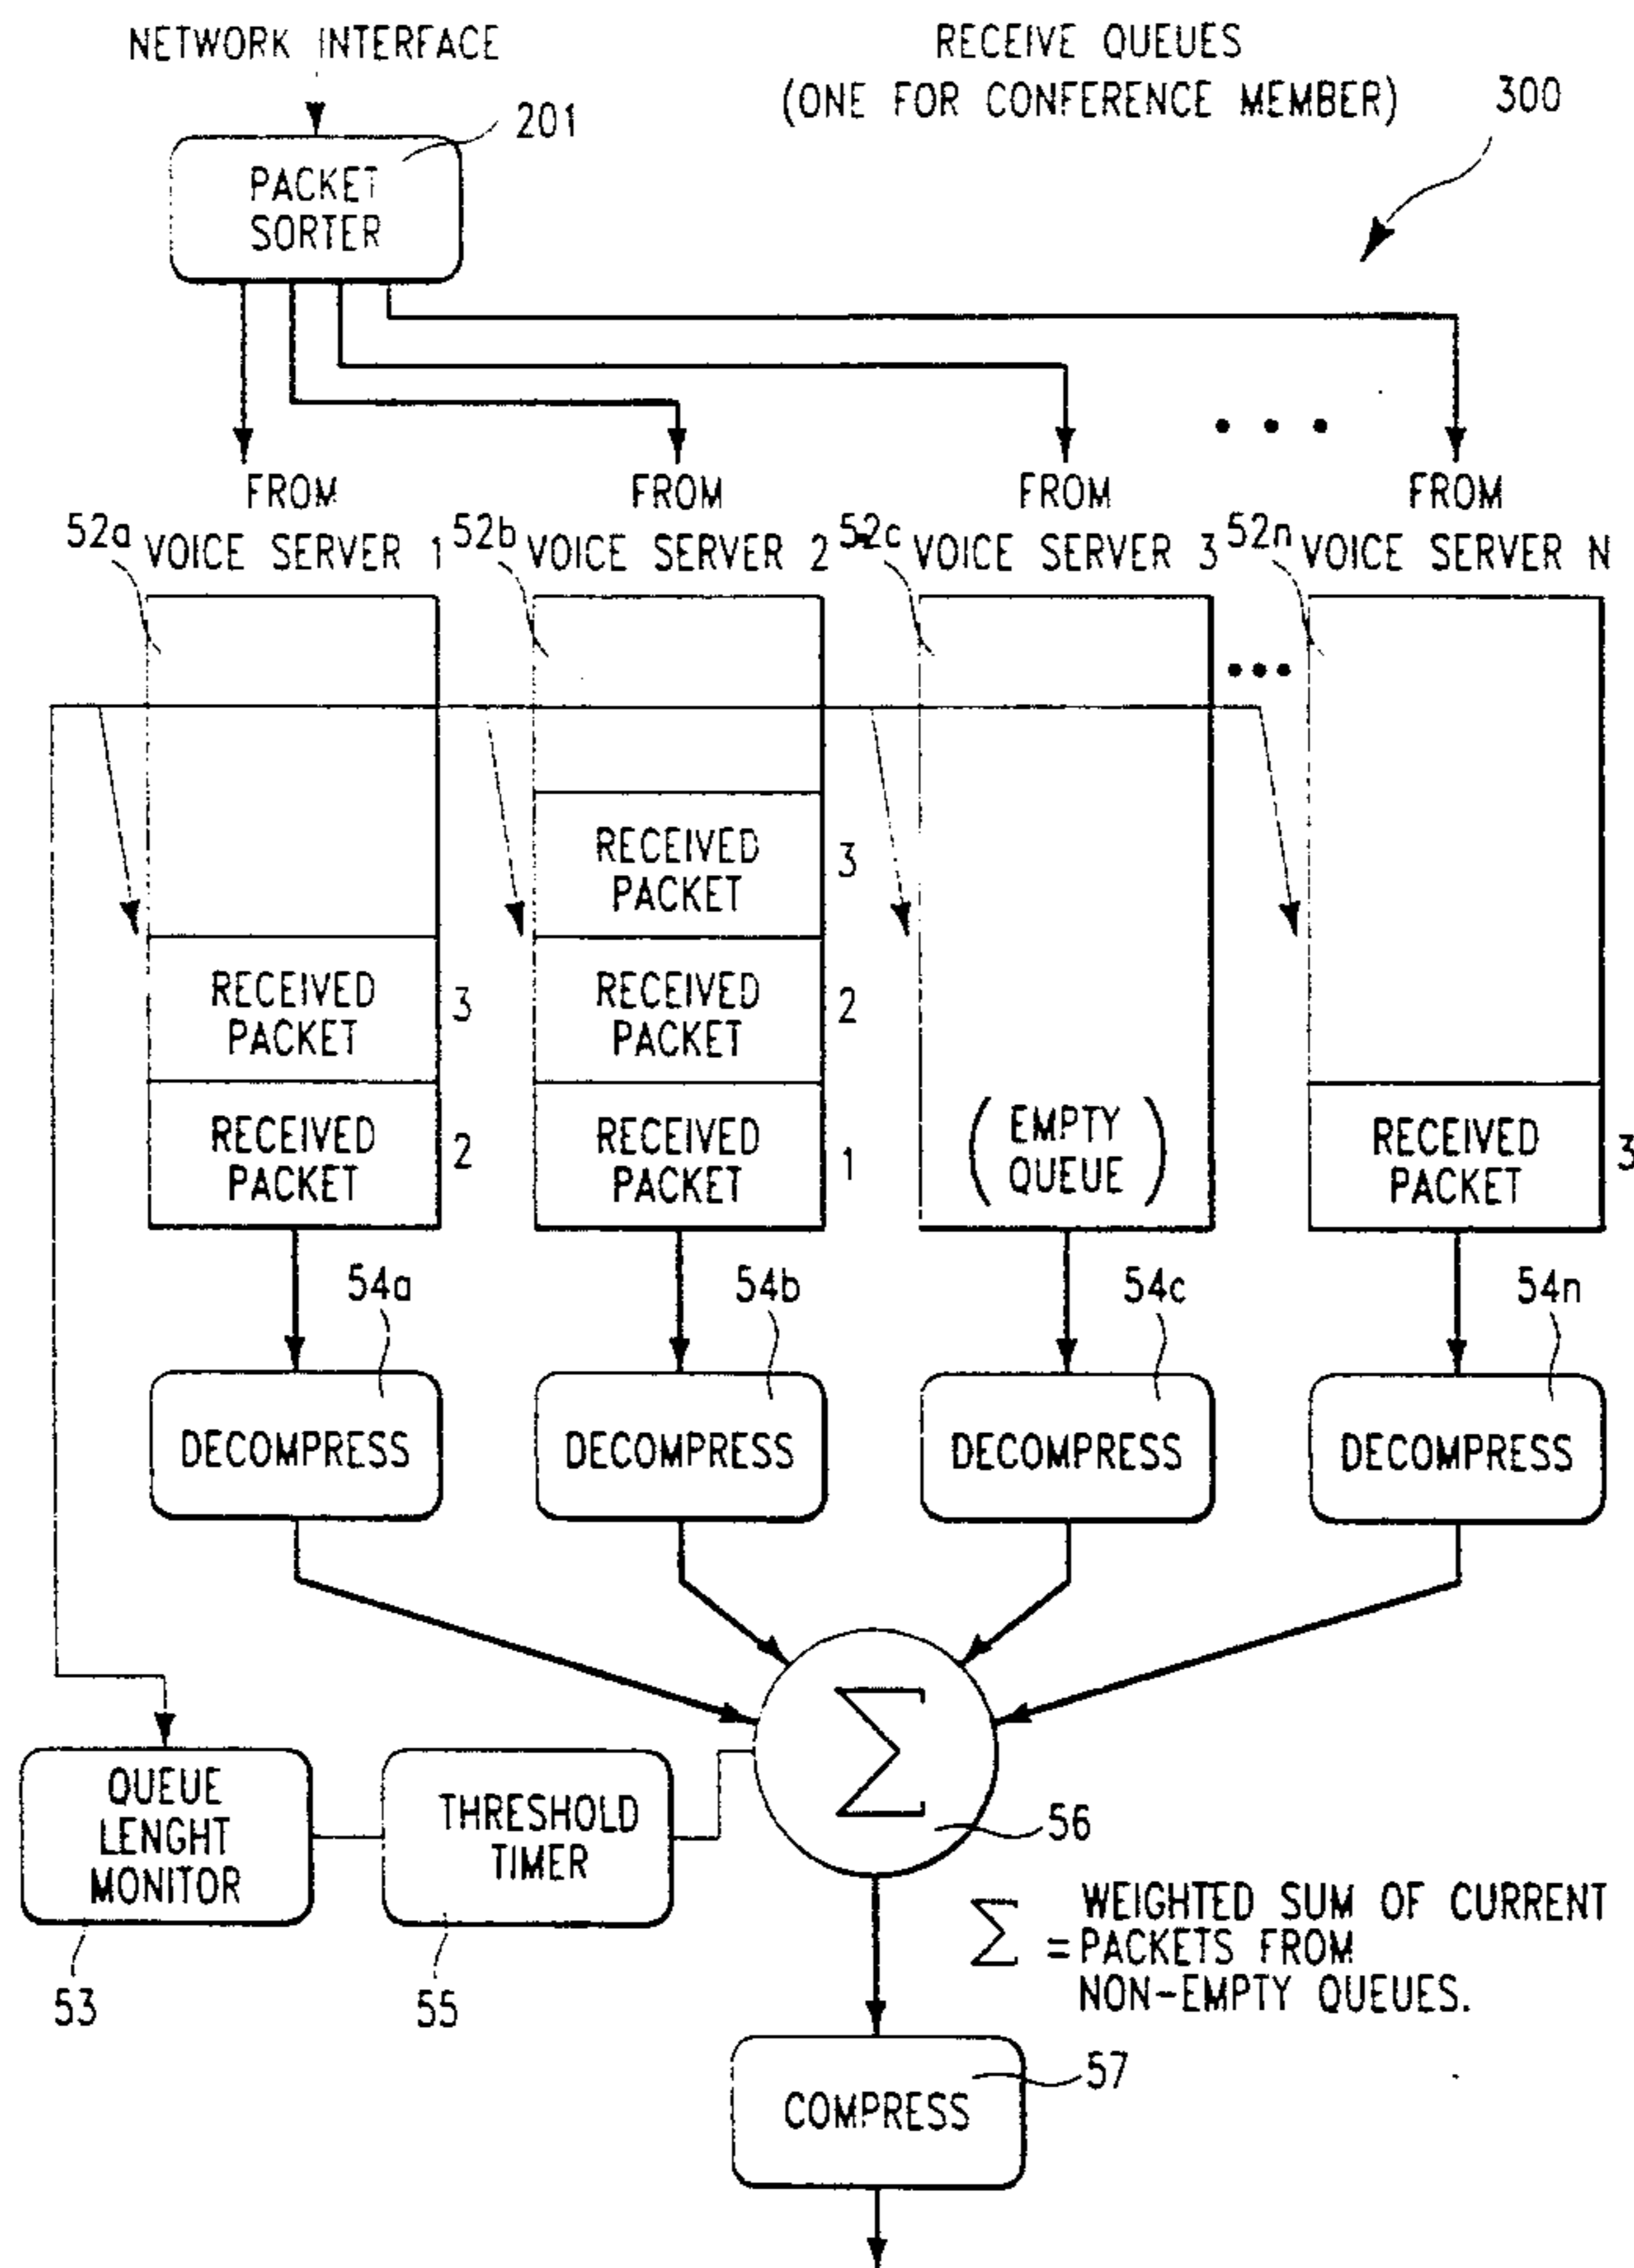 NETWORK INTERFACE
RECEIVE QUEUES
(ONE FOR CONFERENCE MEMBER)
300
201
PACKET
SORTER
• • •
FROM
VOICE SERVER 1
52a
FROM
VOICE SERVER 2
52b
FROM
VOICE SERVER 3
52c
FROM
VOICE SERVER N
52n
•••
RECEIVED
PACKET
3
RECEIVED
PACKET
3
RECEIVED
PACKET
2
RECEIVED
PACKET
2
RECEIVED
PACKET
1
(EMPTY
QUEUE)
RECEIVED
PACKET
3
54a
54b
54c
54n
DECOMPRESS
DECOMPRESS
DECOMPRESS
DECOMPRESS
Σ
56
QUEUE
LENGHT
MONITOR
53
THRESHOLD
TIMER
55
Σ = WEIGHTED SUM OF CURRENT
PACKETS FROM
NON-EMPTY QUEUES.
57
COMPRESS